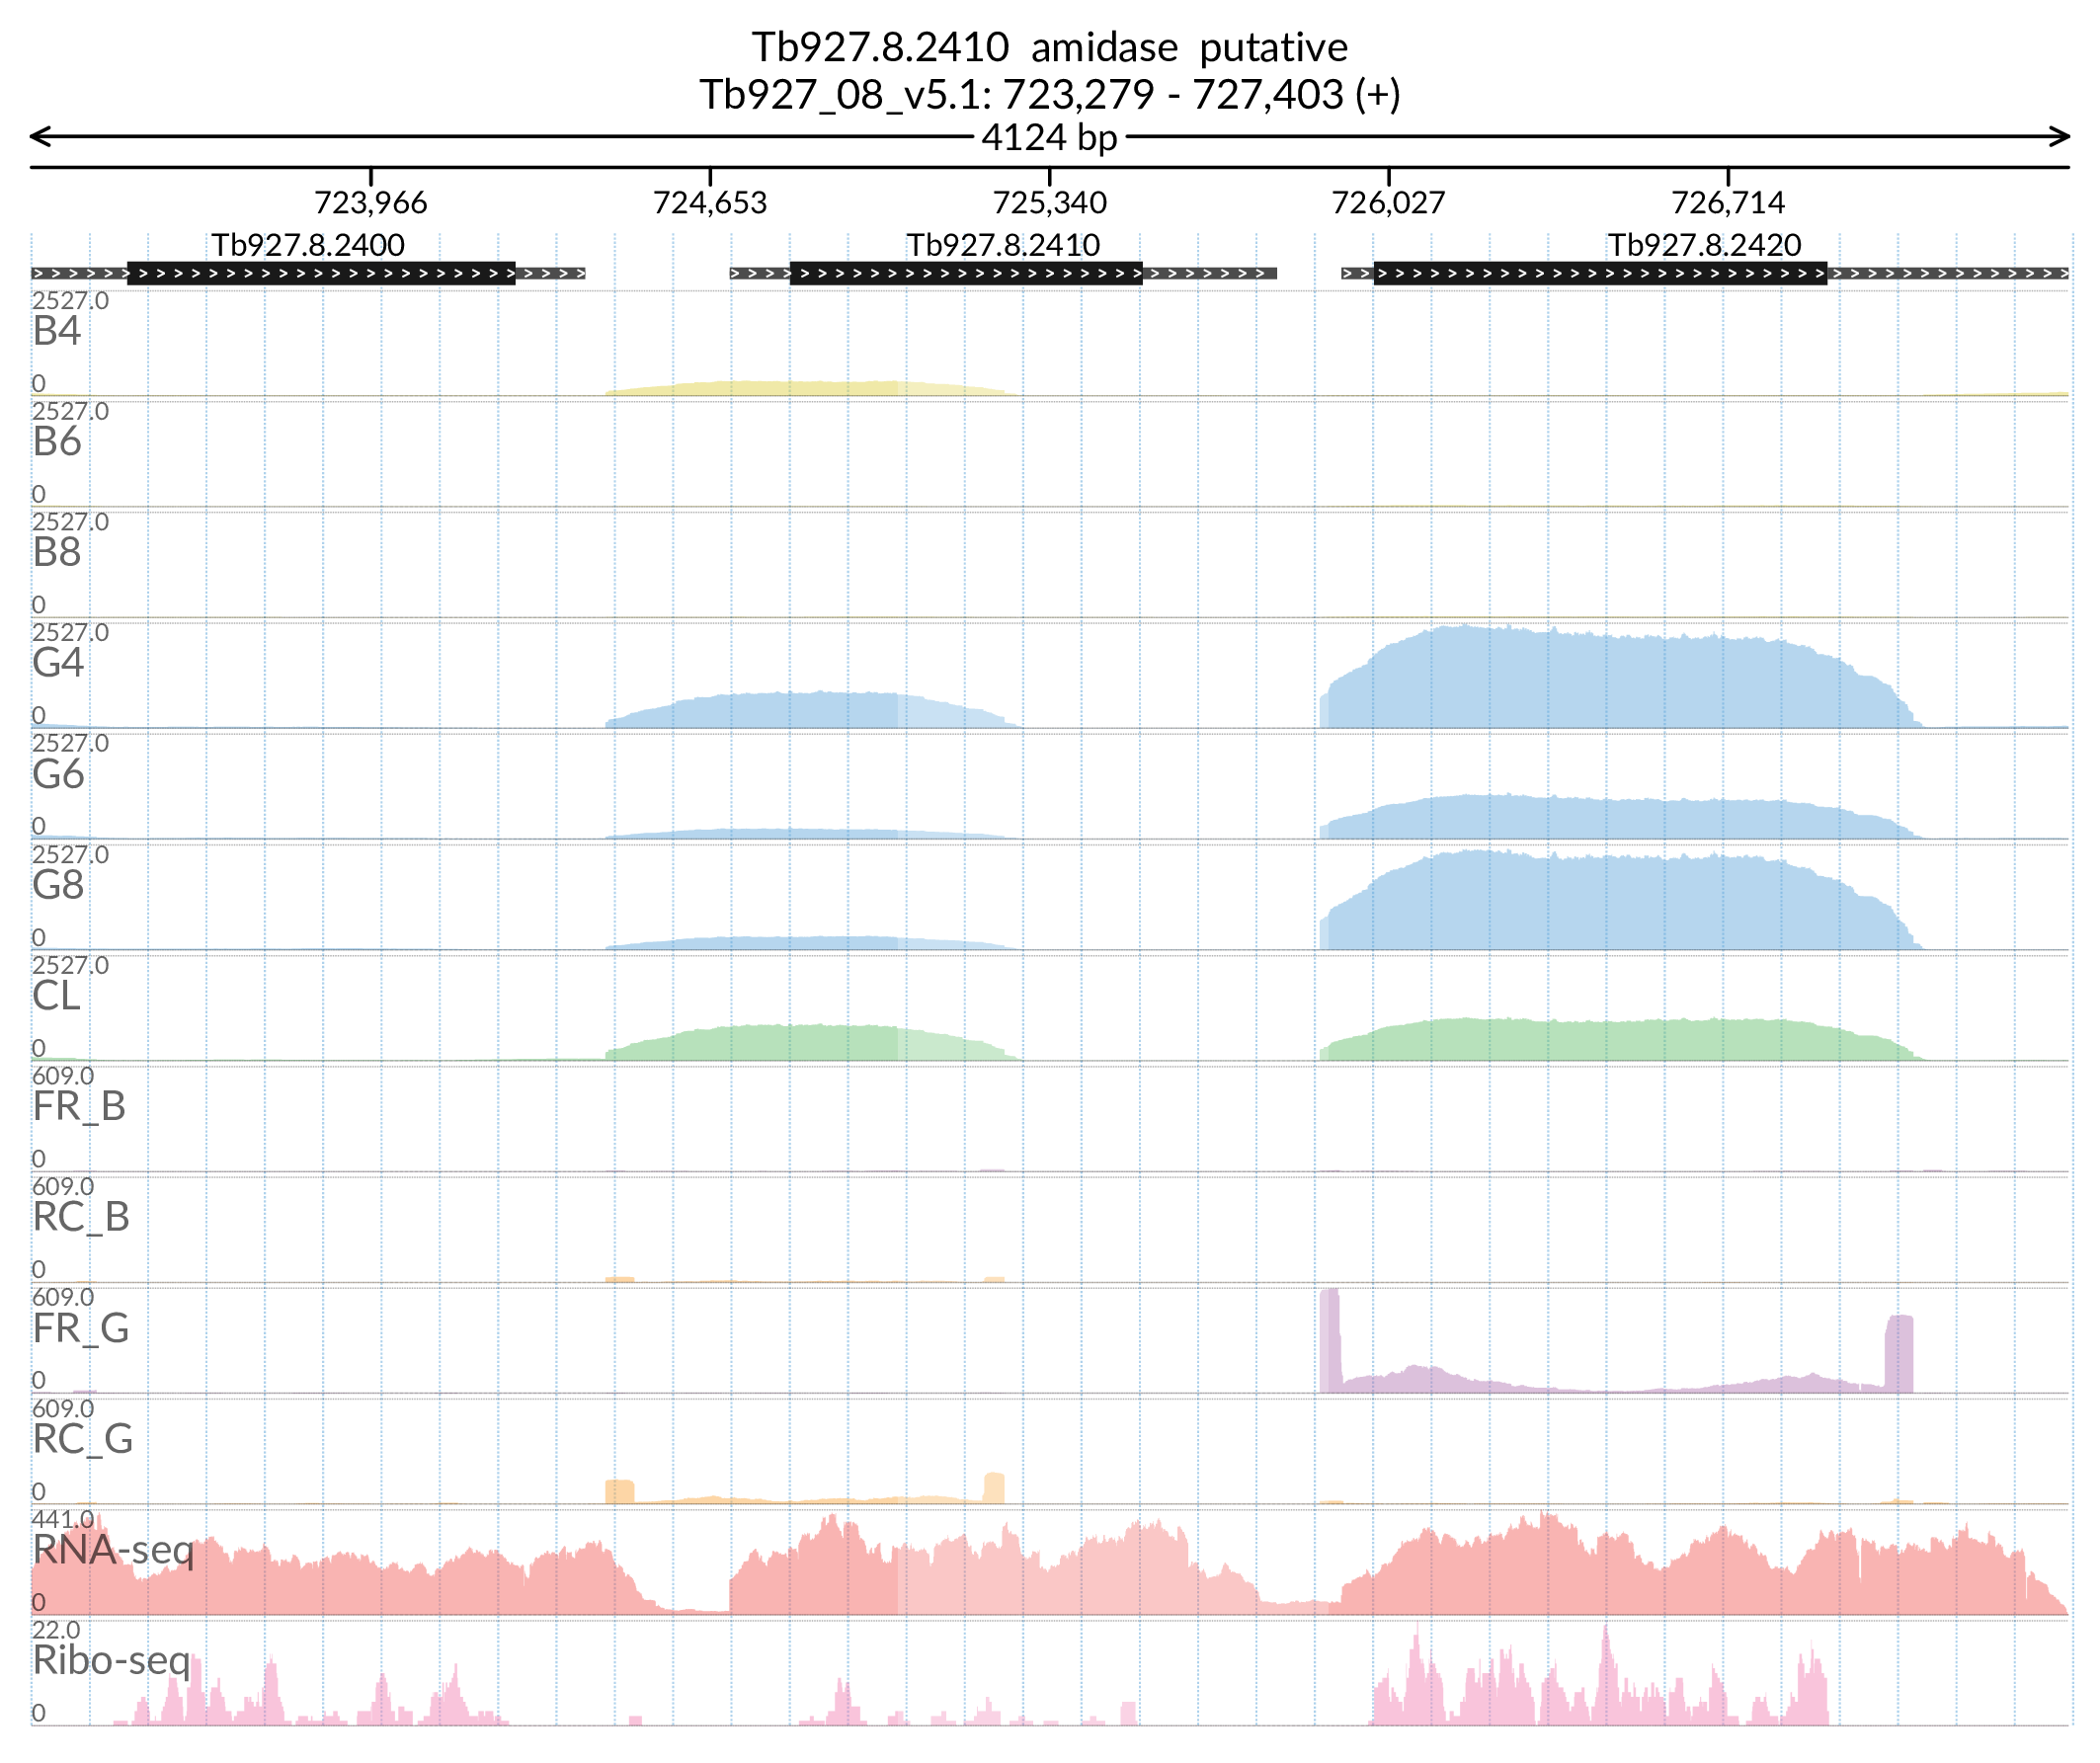 Tb927.8.2410 amidase putative
Tb927_08_v5.1: 723,279 - 727,403 (+)
4124 bp
723,966 724,653 725,340 726,027 726,714
Tb927.8.2400 Tb927.8.2410 Tb927.8.2420
2527.0
B4
0
2527.0
B6
0
2527.0
B8
0
2527.0
G4
0
2527.0
G6
0
2527.0
G8
0
2527.0
CL
0
609.0
FR_B
0
609.0
RC_B
0
609.0
FR_G
0
609.0
RC_G
0
441.0
RNA-seq
0
22.0
Ribo-seq
0